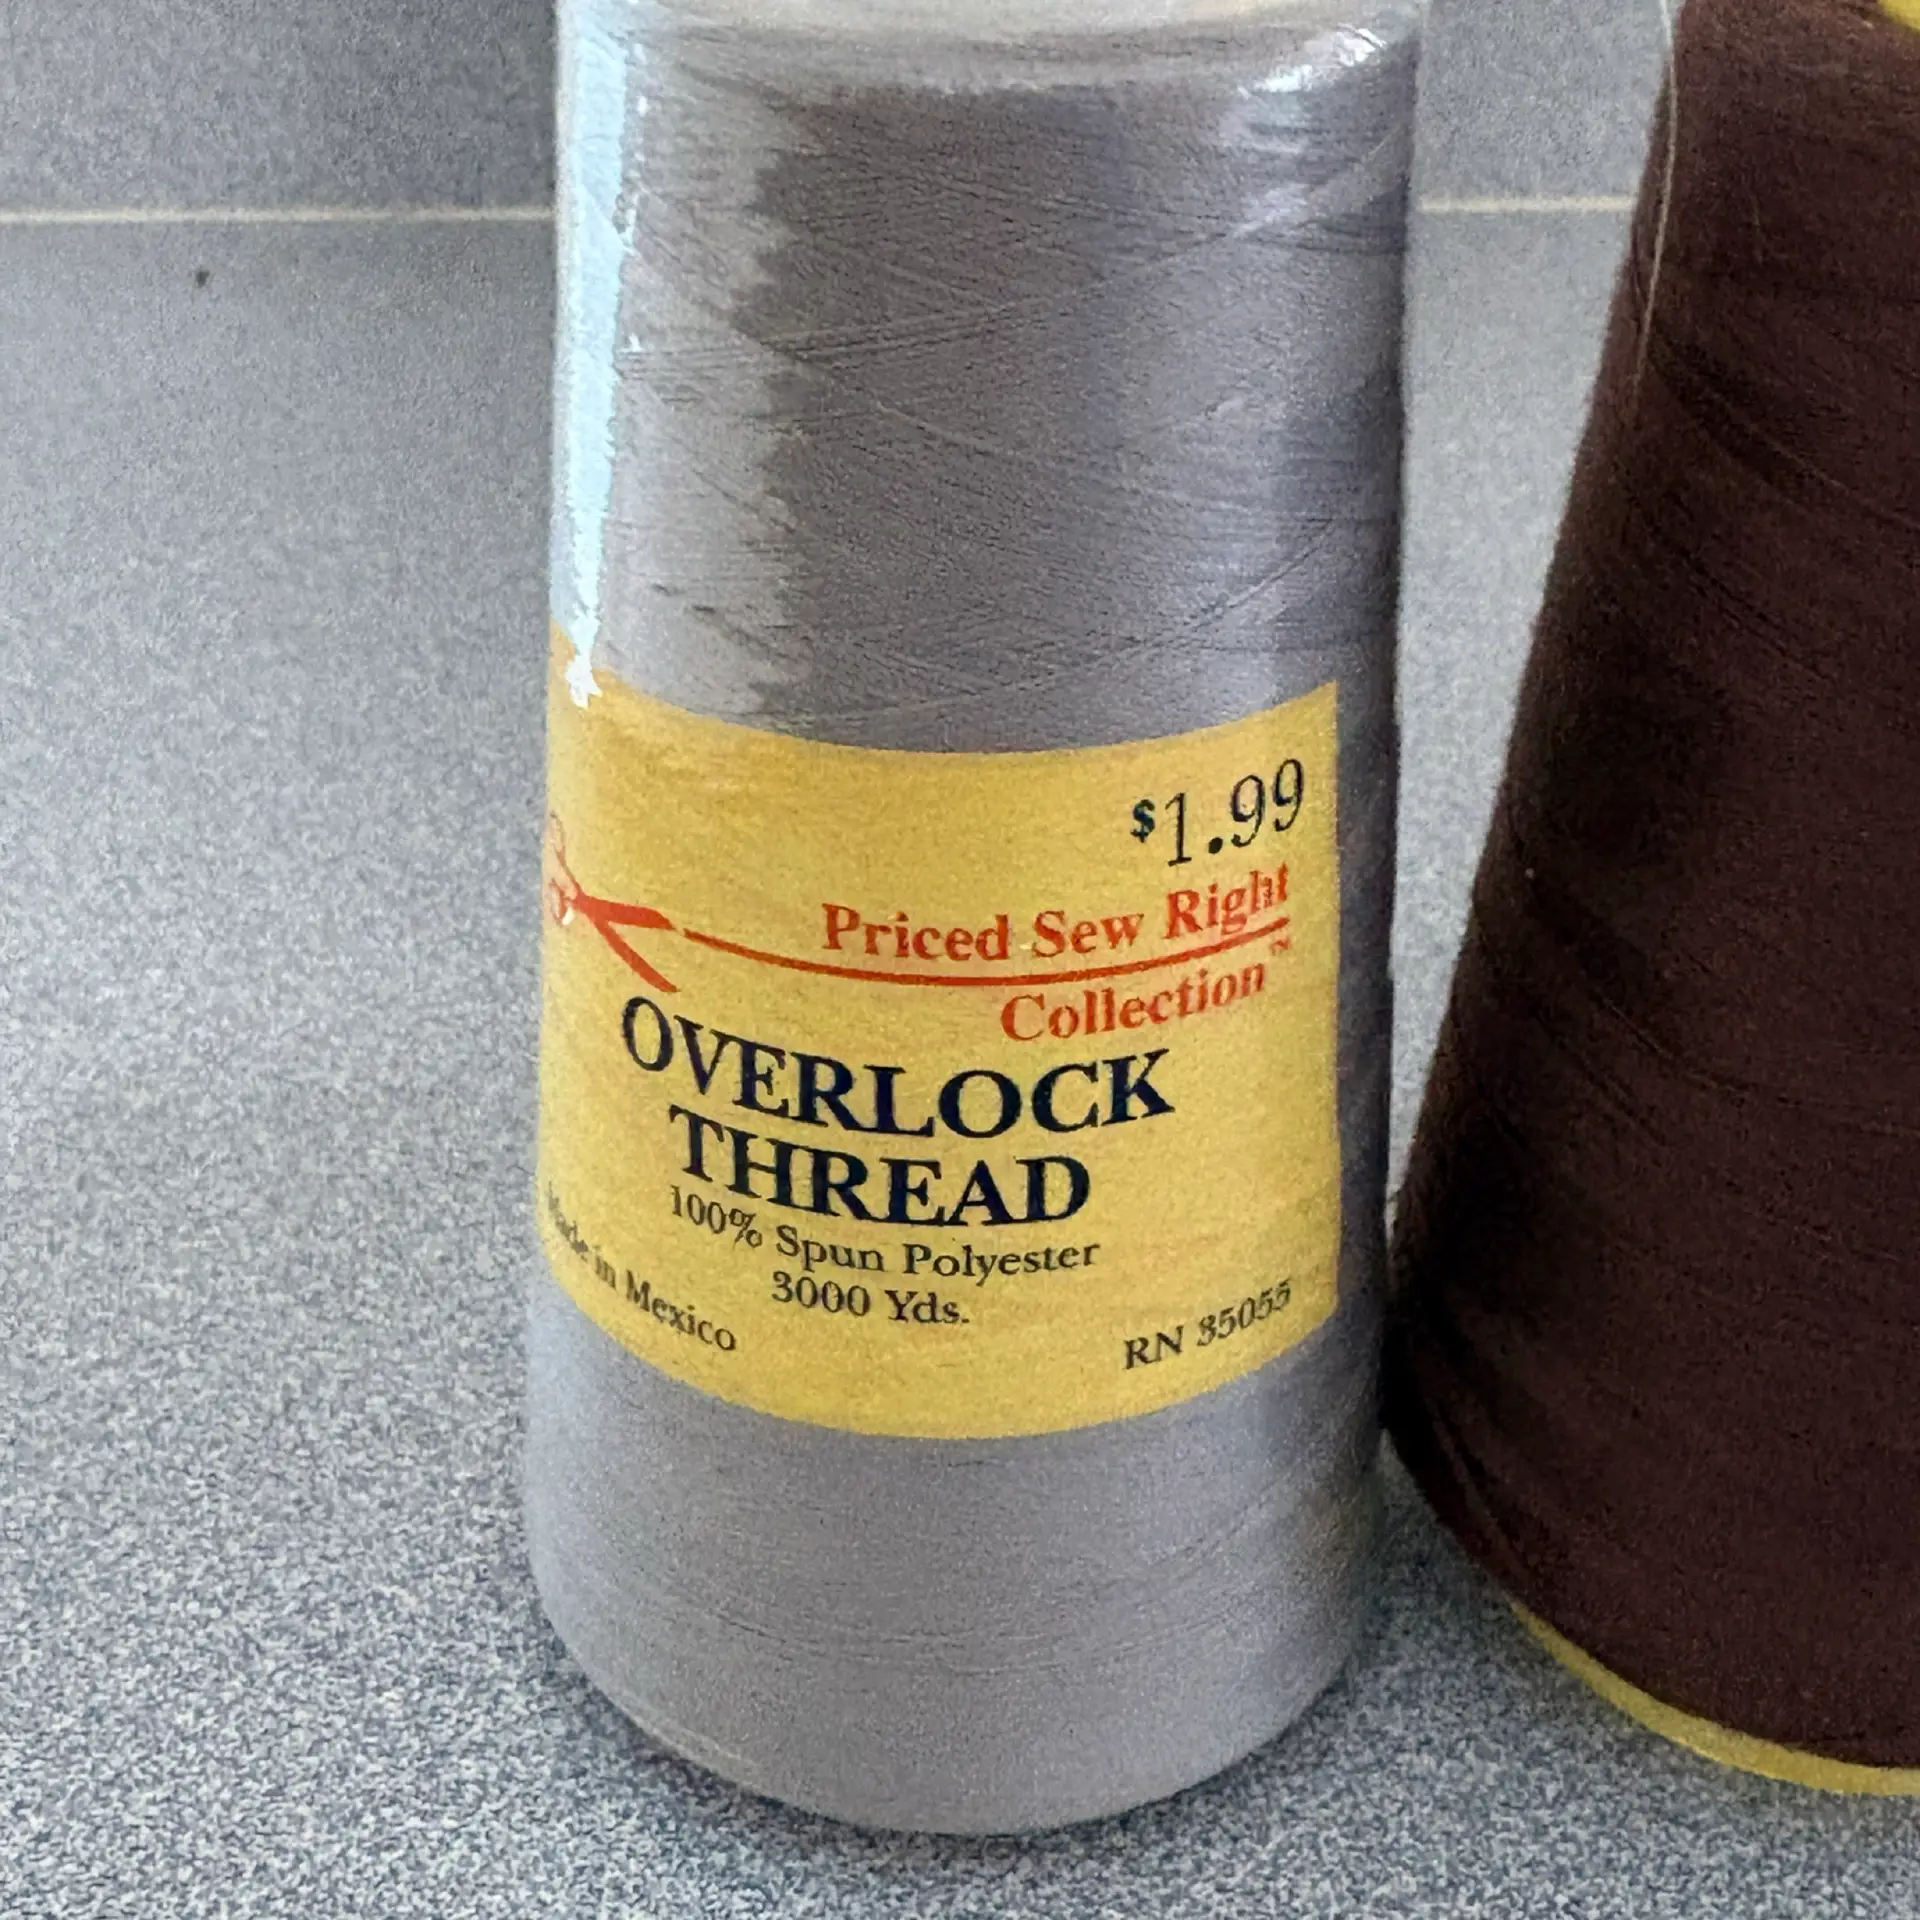 $1.99
Priced Sew Right
Collection™
OVERLOCK
THREAD
100% Spun Polyester
3000 Yds.
Made in Mexico
RN 35055